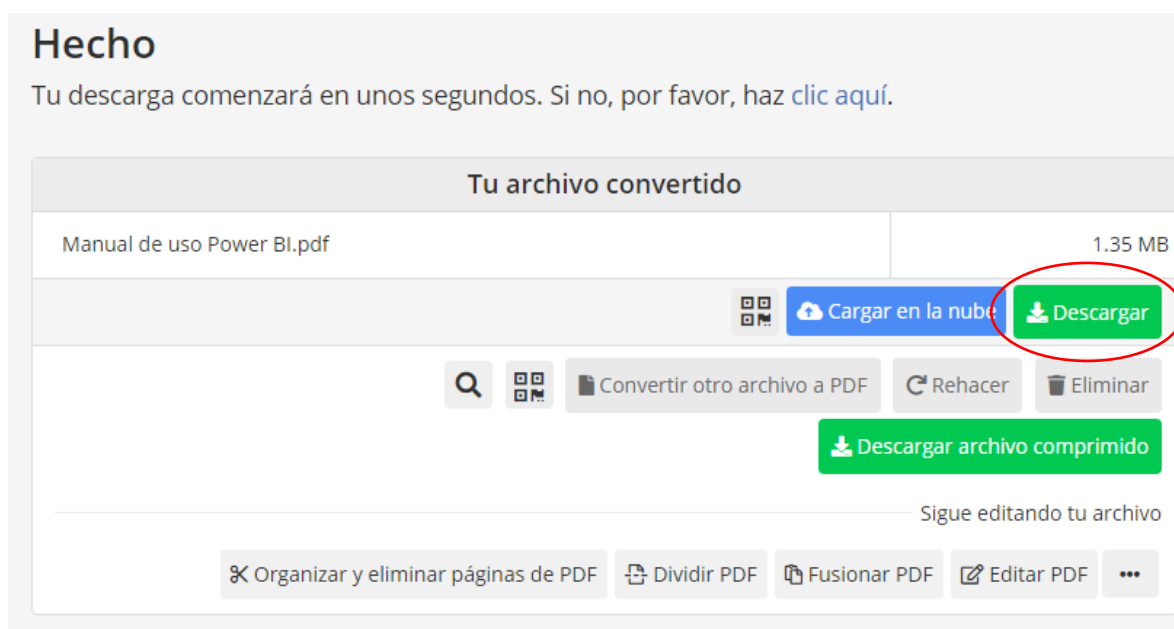 Hecho
Tu descarga comenzará en unos segundos. Si no, por favor, haz clic aquí.
Tu archivo convertido
Manual de uso Power BI.pdf 1.35 MB
Cargar en la nube Descargar
Convertir otro archivo a PDF Rehacer Eliminar
Descargar archivo comprimido
Sigue editando tu archivo
Organizar y eliminar páginas de PDF Dividir PDF Fusionar PDF Editar PDF •••